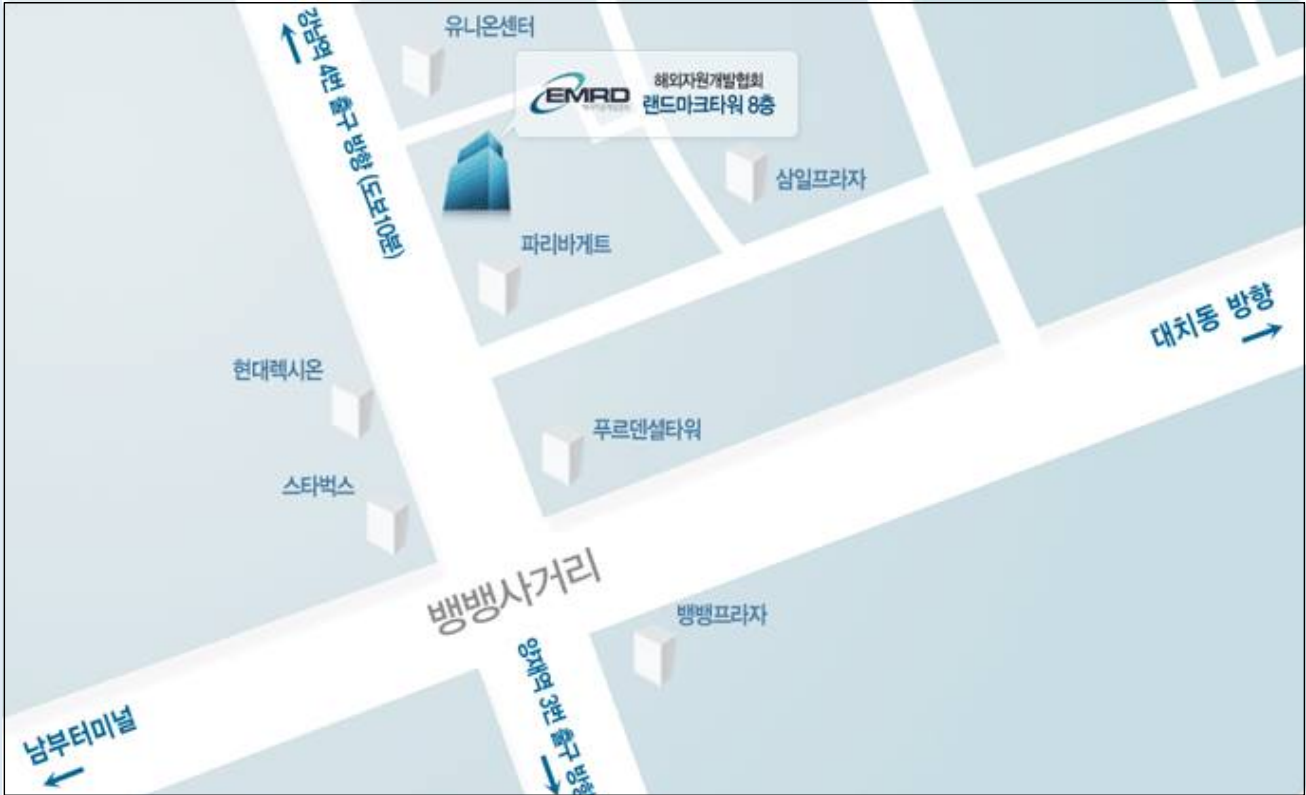 유니온센터
강남역 4번 출구 방향 (도보10분)
EMRD
해외자원개발협회
랜드마크타워 8층
삼일프라자
파리바게트
대치동 방향
현대렉시온
푸르덴셜타워
스타벅스
뱅뱅사거리
뱅뱅프라자
양재역 3번 출구 방향
남부터미널